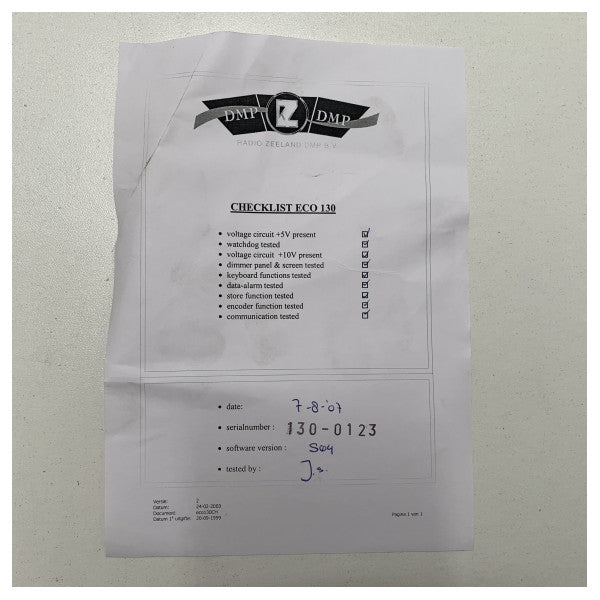 DMP Z DMP
RADIO ZEELAND DMP B.V.
CHECKLIST ECO 130
• voltage circuit +5V present
• watchdog tested
• voltage circuit +10V present
• dimmer panel & screen tested
• keyboard functions tested
• data-alarm tested
• store function tested
• encoder function tested
• communication tested
• date: 7-8-'07
• serialnumber : 130-0123
• software version :
• tested by : J.s.
Versie: 2
Datum: 24-02-2003
Document: eco130CH
Datum 1e uitgifte: 20-09-1999
Pagina 1 van 1